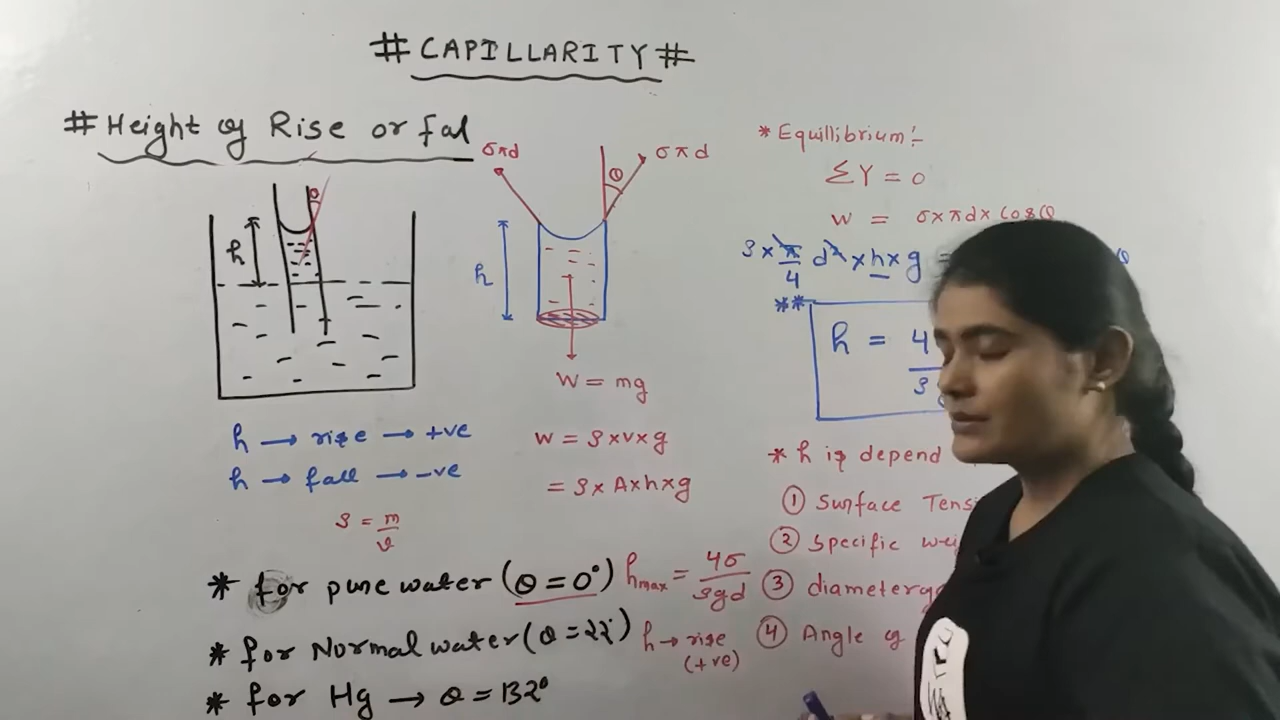 # CAPILLARITY #
# Height of Rise or fal
σπd
σπd
θ
θ
h
h
W = mg
h → rise → +ve
h → fall → -ve
W = ρ×v×g
= ρ× A×h×g
ρ = m/v
* for pure water (θ = 0°) hmax = 4σ/ρgd
* for Normal water (θ = 22°) h → rise
(+ve)
* for Hg → θ = 132°
* Equilibrium:-
ΣY = 0
W = σ×πd×cosθ
ρ × π/4 d² × h × g =
**
h = 4
ρ
* h is depend
① Surface Tens
② Specific wei
③ diameter
④ Angle of